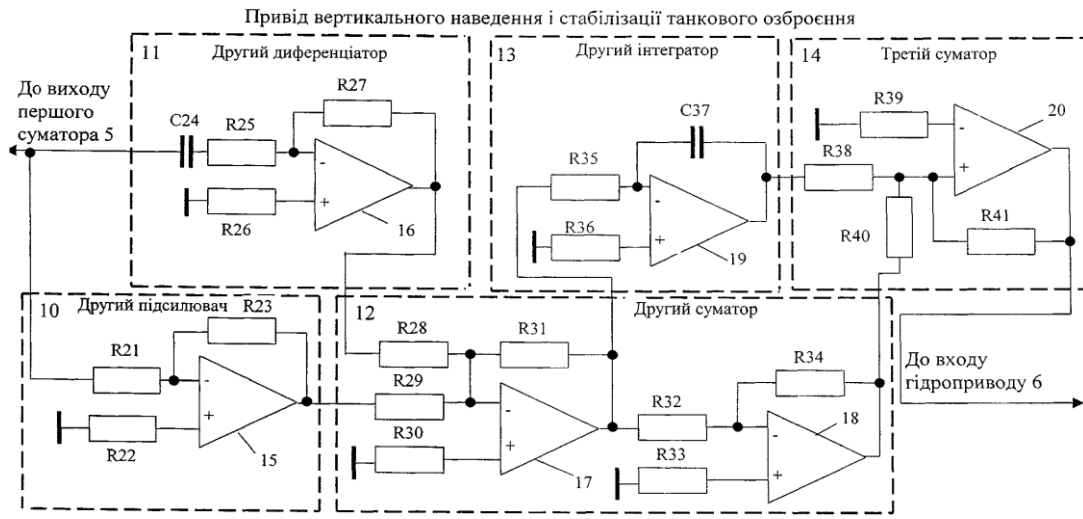 Привід вертикального наведення і стабілізації танкового озброєння
11
Другий диференціатор
13
Другий інтегратор
14
Третій суматор
До виходу
першого
суматора 5
C24
R25
R27
R26
-
+
16
R35
C37
R36
-
+
19
R39
R38
R40
R41
-
+
20
10
Другий підсилювач
R21
R23
R22
-
+
15
12
Другий суматор
R28
R29
R30
R31
-
+
17
R32
R33
R34
-
+
18
До входу
гідроприводу 6